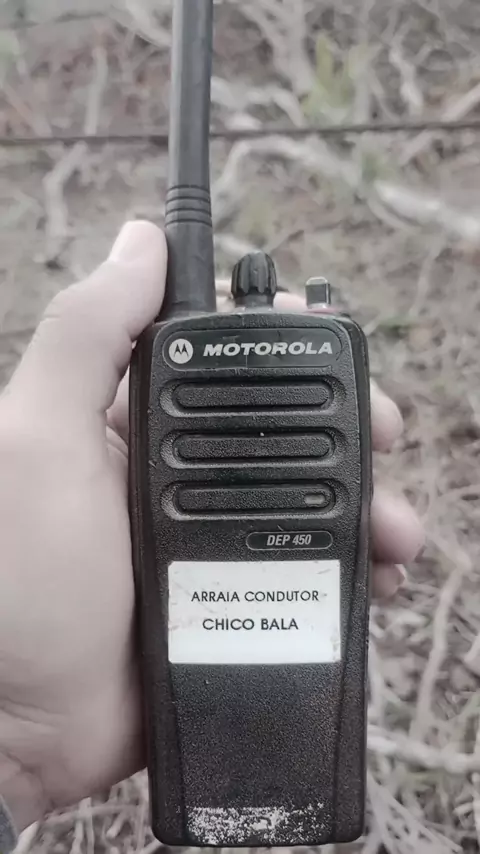 MOTOROLA
DEP 450
ARRAIA CONDUTOR
CHICO BALA